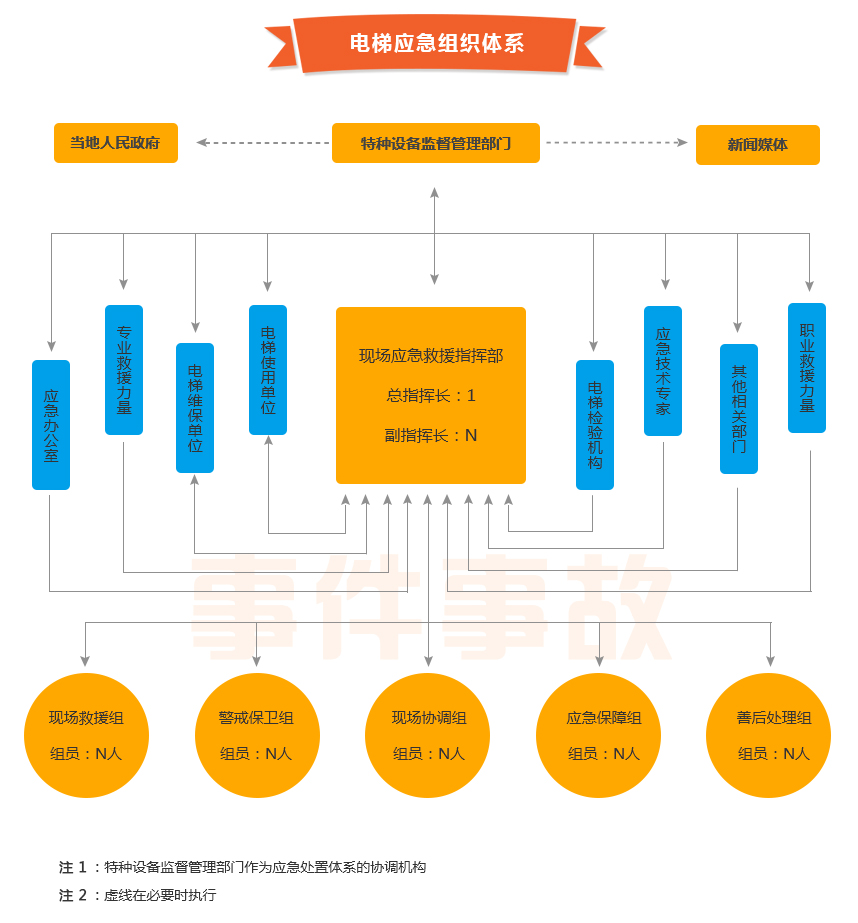 电梯应急组织体系
当地人民政府
特种设备监督管理部门
新闻媒体
应急办公室
专业救援力量
电梯维保单位
电梯使用单位
现场应急救援指挥部
总指挥长：1
副指挥长：N
电梯检验机构
应急技术专家
其他相关部门
职业救援力量
事件事故
现场救援组
组员：N人
警戒保卫组
组员：N人
现场协调组
组员：N人
应急保障组
组员：N人
善后处理组
组员：N人
注 1 ：特种设备监督管理部门作为应急处置体系的协调机构
注 2 ：虚线在必要时执行